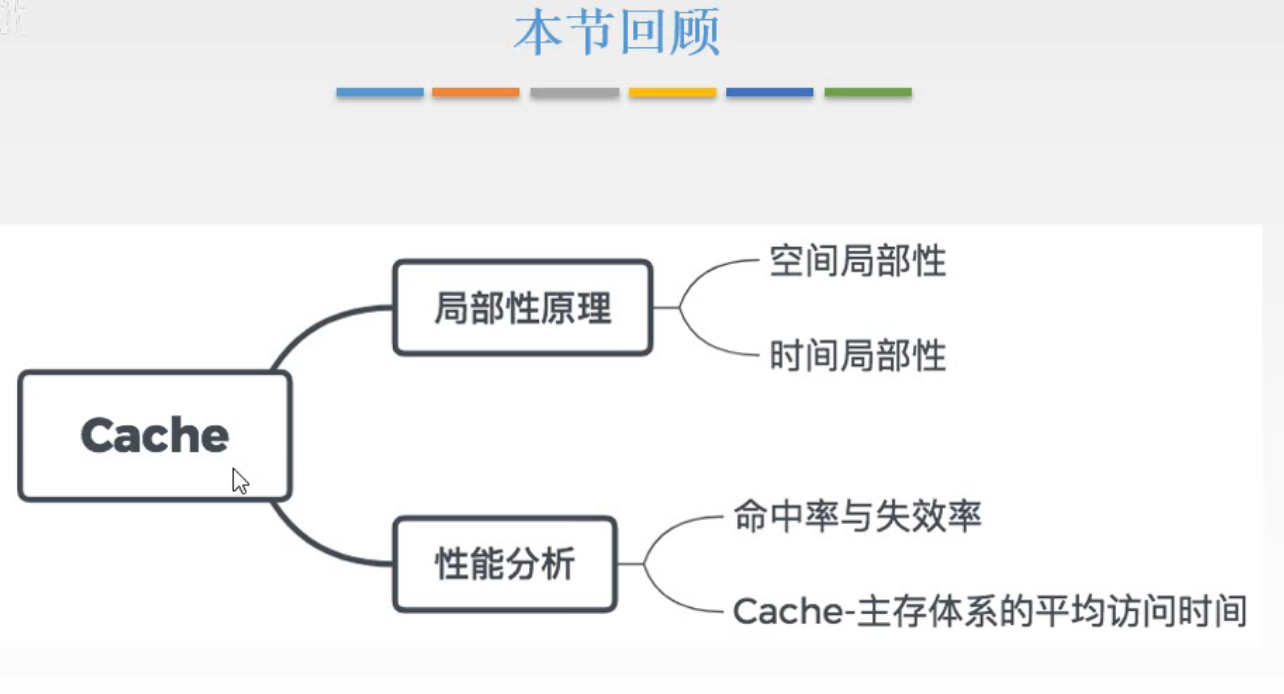 本节回顾
空间局部性
局部性原理
时间局部性
Cache
命中率与失效率
性能分析
Cache-主存体系的平均访问时间